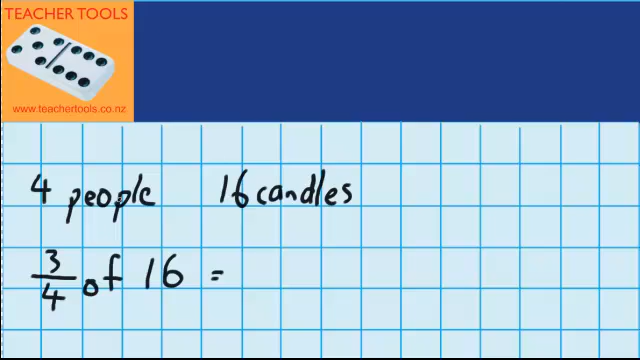 TEACHER TOOLS
www.teachertools.co.nz
4 people 16 candles
3/4 of 16 =